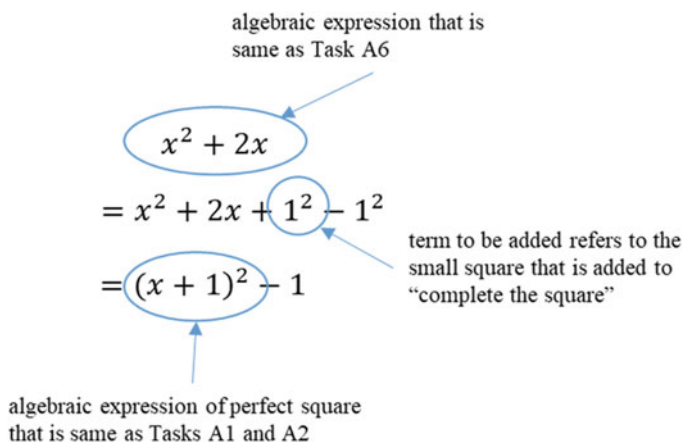 algebraic expression that is
same as Task A6
x² + 2x
= x² + 2x + 1² − 1²
term to be added refers to the
small square that is added to
“complete the square”
= (x + 1)² − 1
algebraic expression of perfect square
that is same as Tasks A1 and A2